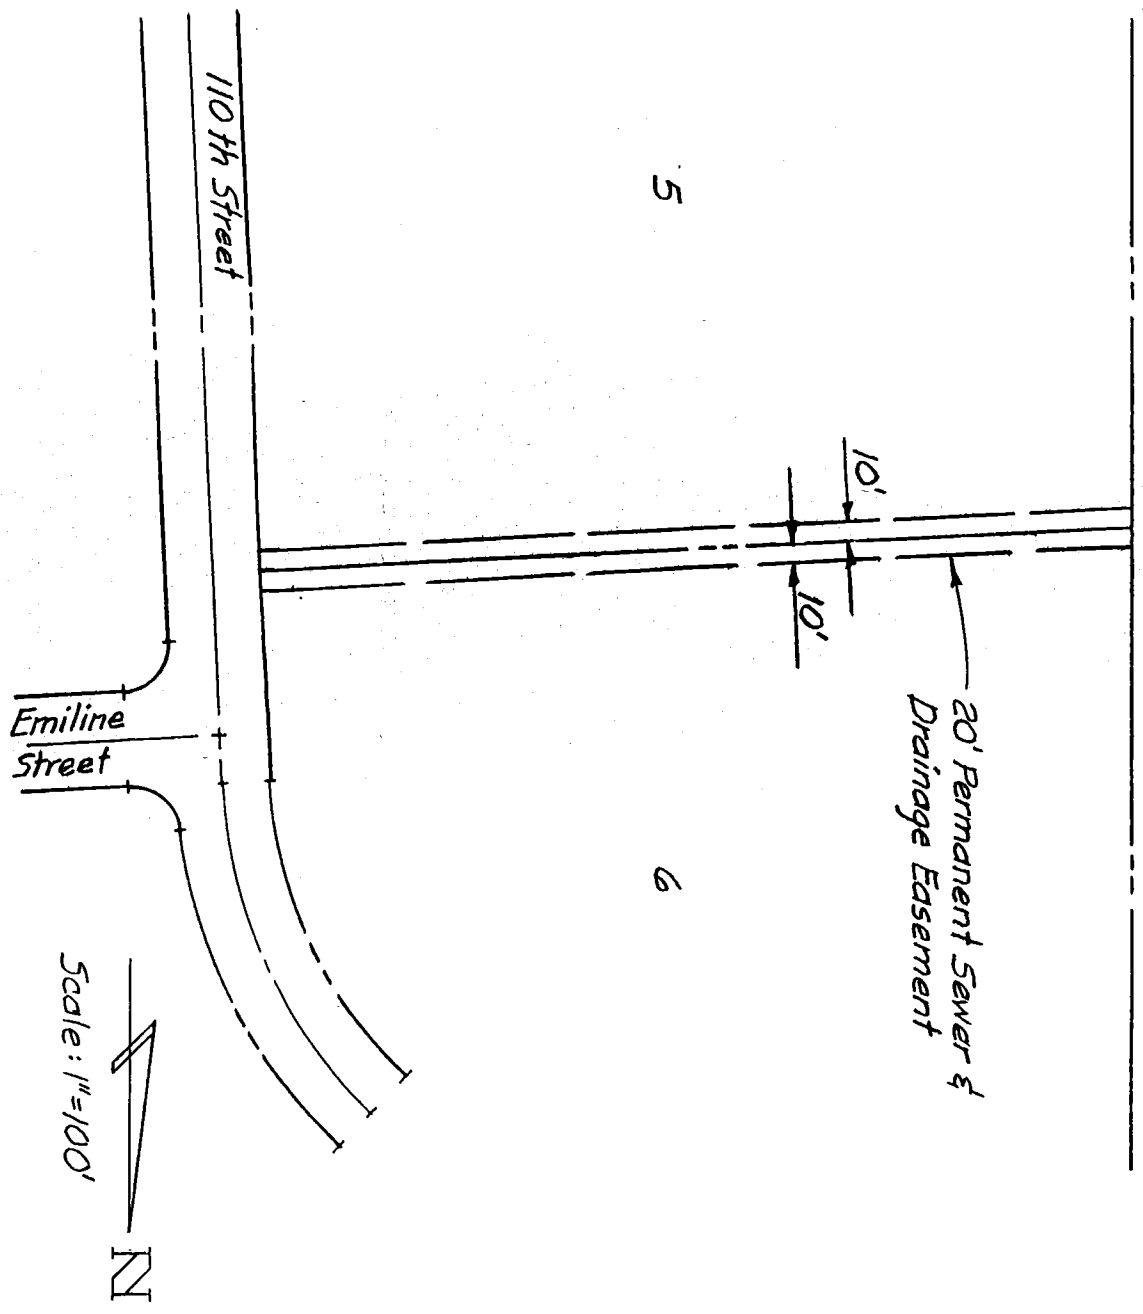 110th Street
5
10'
10'
20' Permanent Sewer &
Drainage Easement
Emiline
Street
6
Scale: 1"=100'
N